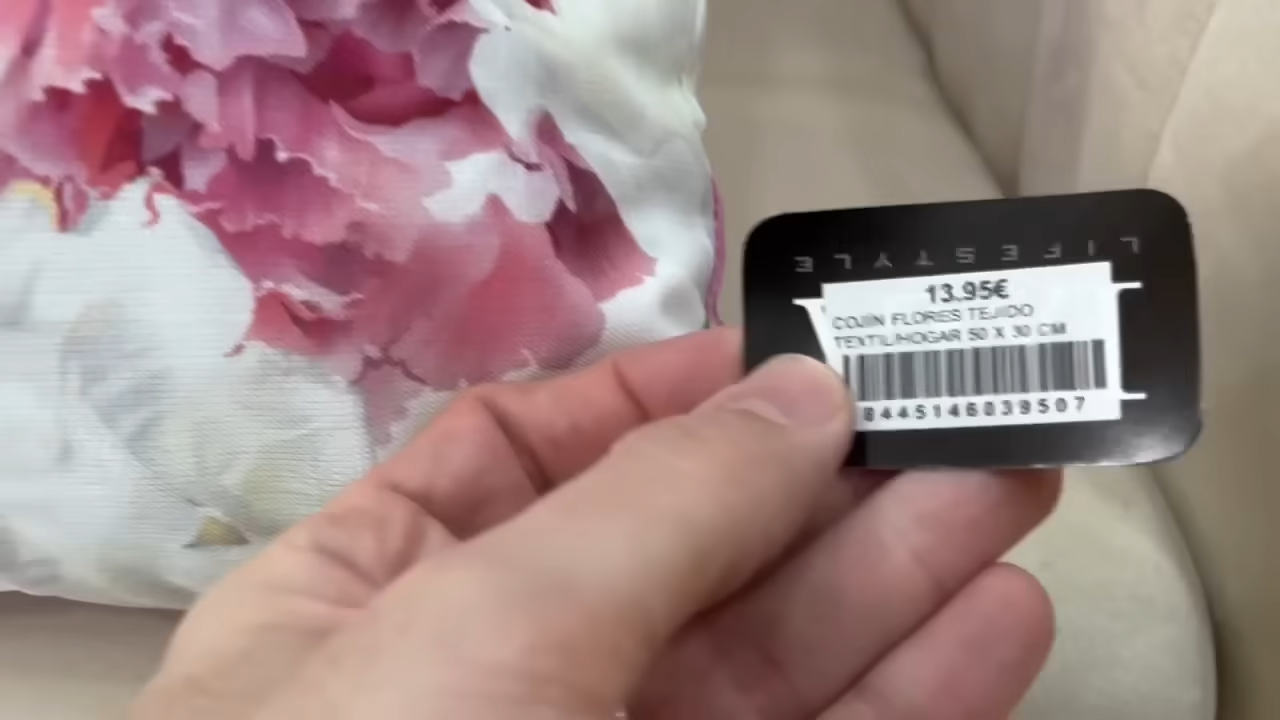 LIFESTYLE
13.95€
COJIN FLORES TEJIDO
TEXTIL/HOGAR 50 X 30 CM
8445146039507